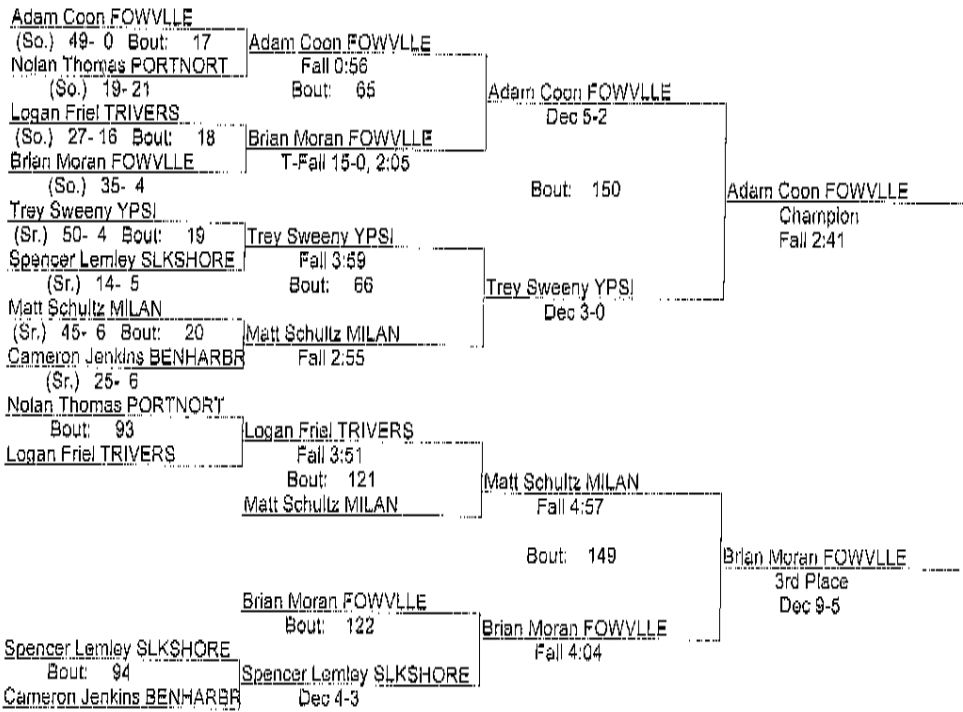 Adam Coon FOWVLLE
(So.) 49- 0 Bout: 17
Nolan Thomas PORTNORT
(So.) 19- 21
Logan Friel TRIVERS
(So.) 27- 16 Bout: 18
Brian Moran FOWVLLE
(So.) 35- 4
Trey Sweeny YPSI
(Sr.) 50- 4 Bout: 19
Spencer Lemley SLKSHORE
(Sr.) 14- 5
Matt Schultz MILAN
(Sr.) 45- 6 Bout: 20
Cameron Jenkins BENHARBR
(Sr.) 25- 6
Adam Coon FOWVLLE
Fall 0:56
Bout: 65
Brian Moran FOWVLLE
T-Fall 15-0, 2:05
Trey Sweeny YPSI
Fall 3:59
Bout: 66
Matt Schultz MILAN
Fall 2:55
Adam Coon FOWVLLE
Dec 5-2
Bout: 150
Trey Sweeny YPSI
Dec 3-0
Adam Coon FOWVLLE
Champion
Fall 2:41
Nolan Thomas PORTNORT
Bout: 93
Logan Friel TRIVERS
Logan Friel TRIVERS
Fall 3:51
Bout: 121
Matt Schultz MILAN
Matt Schultz MILAN
Fall 4:57
Bout: 149
Brian Moran FOWVLLE
3rd Place
Dec 9-5
Brian Moran FOWVLLE
Bout: 122
Brian Moran FOWVLLE
Fall 4:04
Spencer Lemley SLKSHORE
Bout: 94
Cameron Jenkins BENHARBR
Spencer Lemley SLKSHORE
Dec 4-3